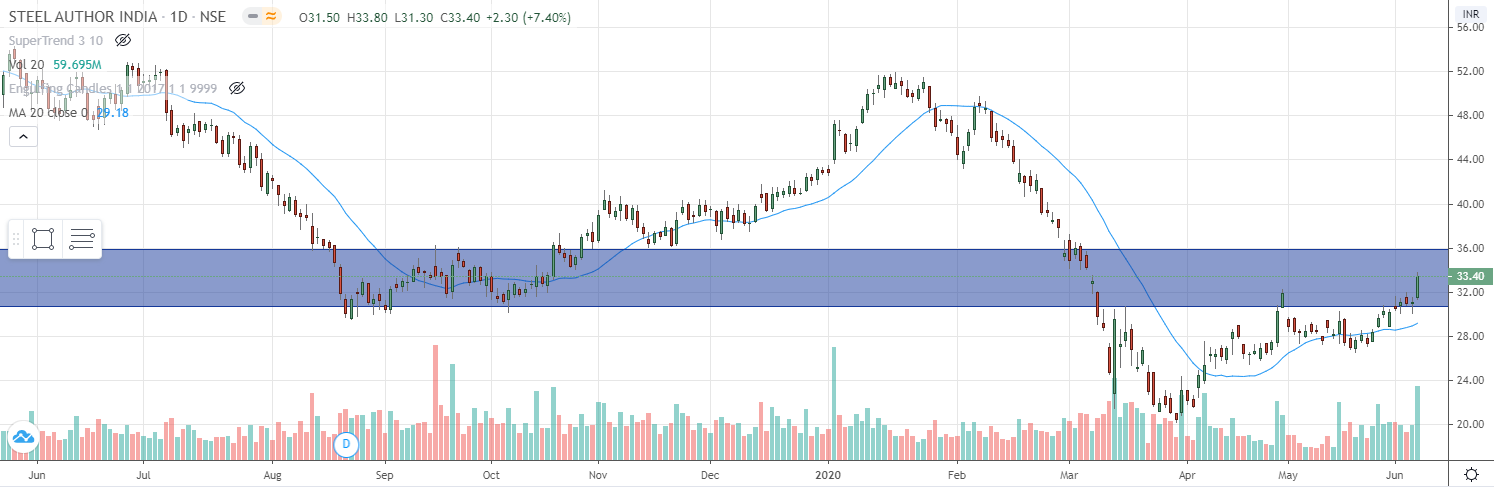 STEEL AUTHOR INDIA · 1D · NSE O31.50 H33.80 L31.30 C33.40 +2.30 (+7.40%)
INR
SuperTrend 3 10
Vol 20 59.695M
Engulfing Candles 1 1 2017 1 1 9999
MA 20 close 0 29.18
56.00
52.00
48.00
44.00
40.00
36.00
33.40
32.00
28.00
24.00
20.00
D
Jun Jul Aug Sep Oct Nov Dec 2020 Feb Mar Apr May Jun